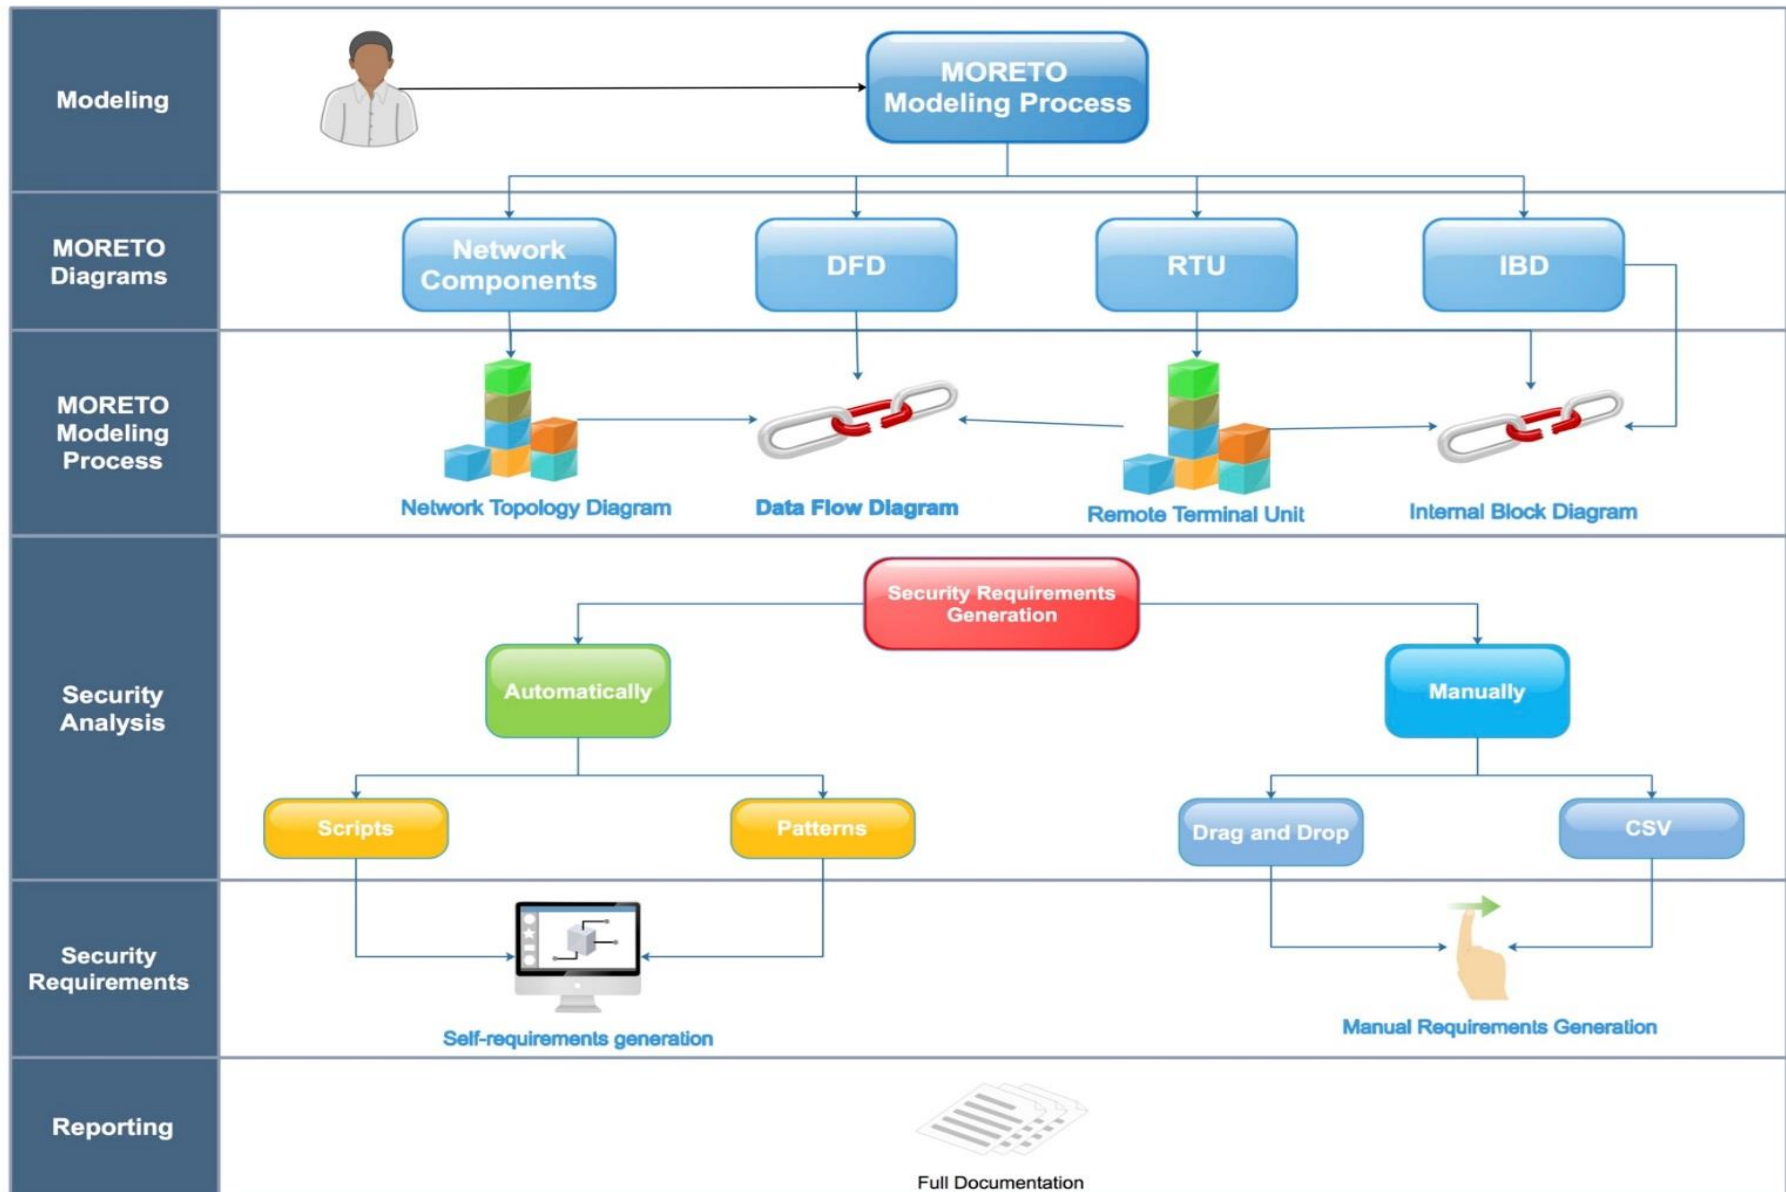 Modeling
MORETO
Modeling Process
MORETO
Diagrams
Network
Components
DFD
RTU
IBD
MORETO
Modeling
Process
Network Topology Diagram
Data Flow Diagram
Remote Terminal Unit
Internal Block Diagram
Security
Analysis
Security Requirements
Generation
Automatically
Manually
Scripts
Patterns
Drag and Drop
CSV
Security
Requirements
Self-requirements generation
Manual Requirements Generation
Reporting
Full Documentation